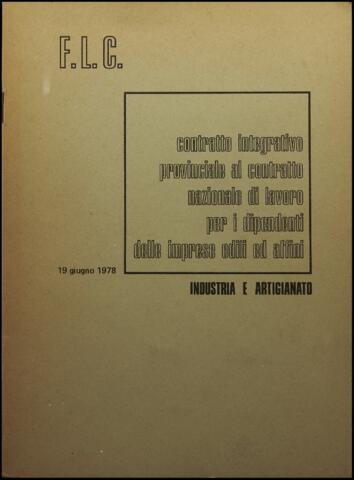 F.L.C.
contratto integrativo
provinciale al contratto
nazionale di lavoro
per i dipendenti
delle imprese edili ed affini
19 giugno 1978
INDUSTRIA E ARTIGIANATO